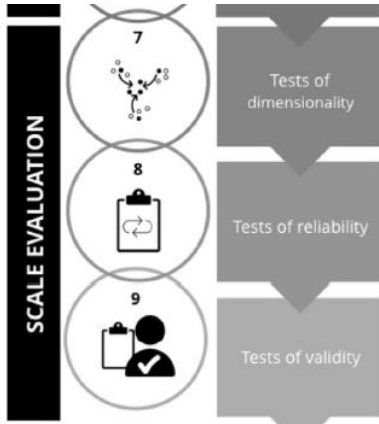 SCALE EVALUATION
7
Tests of
dimensionality
8
Tests of reliability
9
Tests of validity